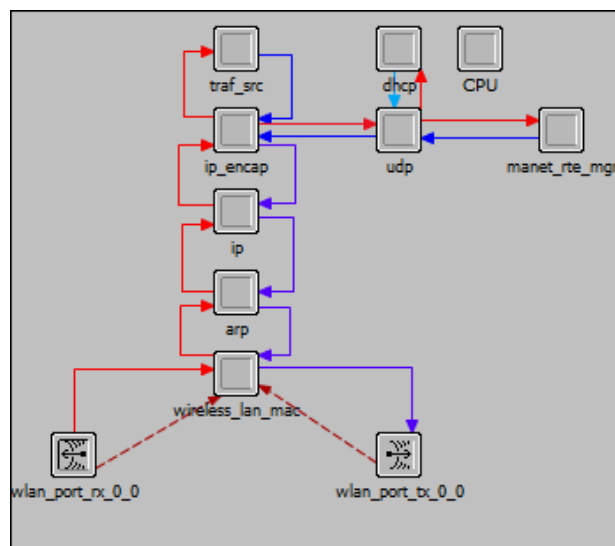 traf_src
dhcp
CPU
ip_encap
udp
manet_rte_mgr
ip
arp
wireless_lan_mac
wlan_port_rx_0_0
wlan_port_tx_0_0